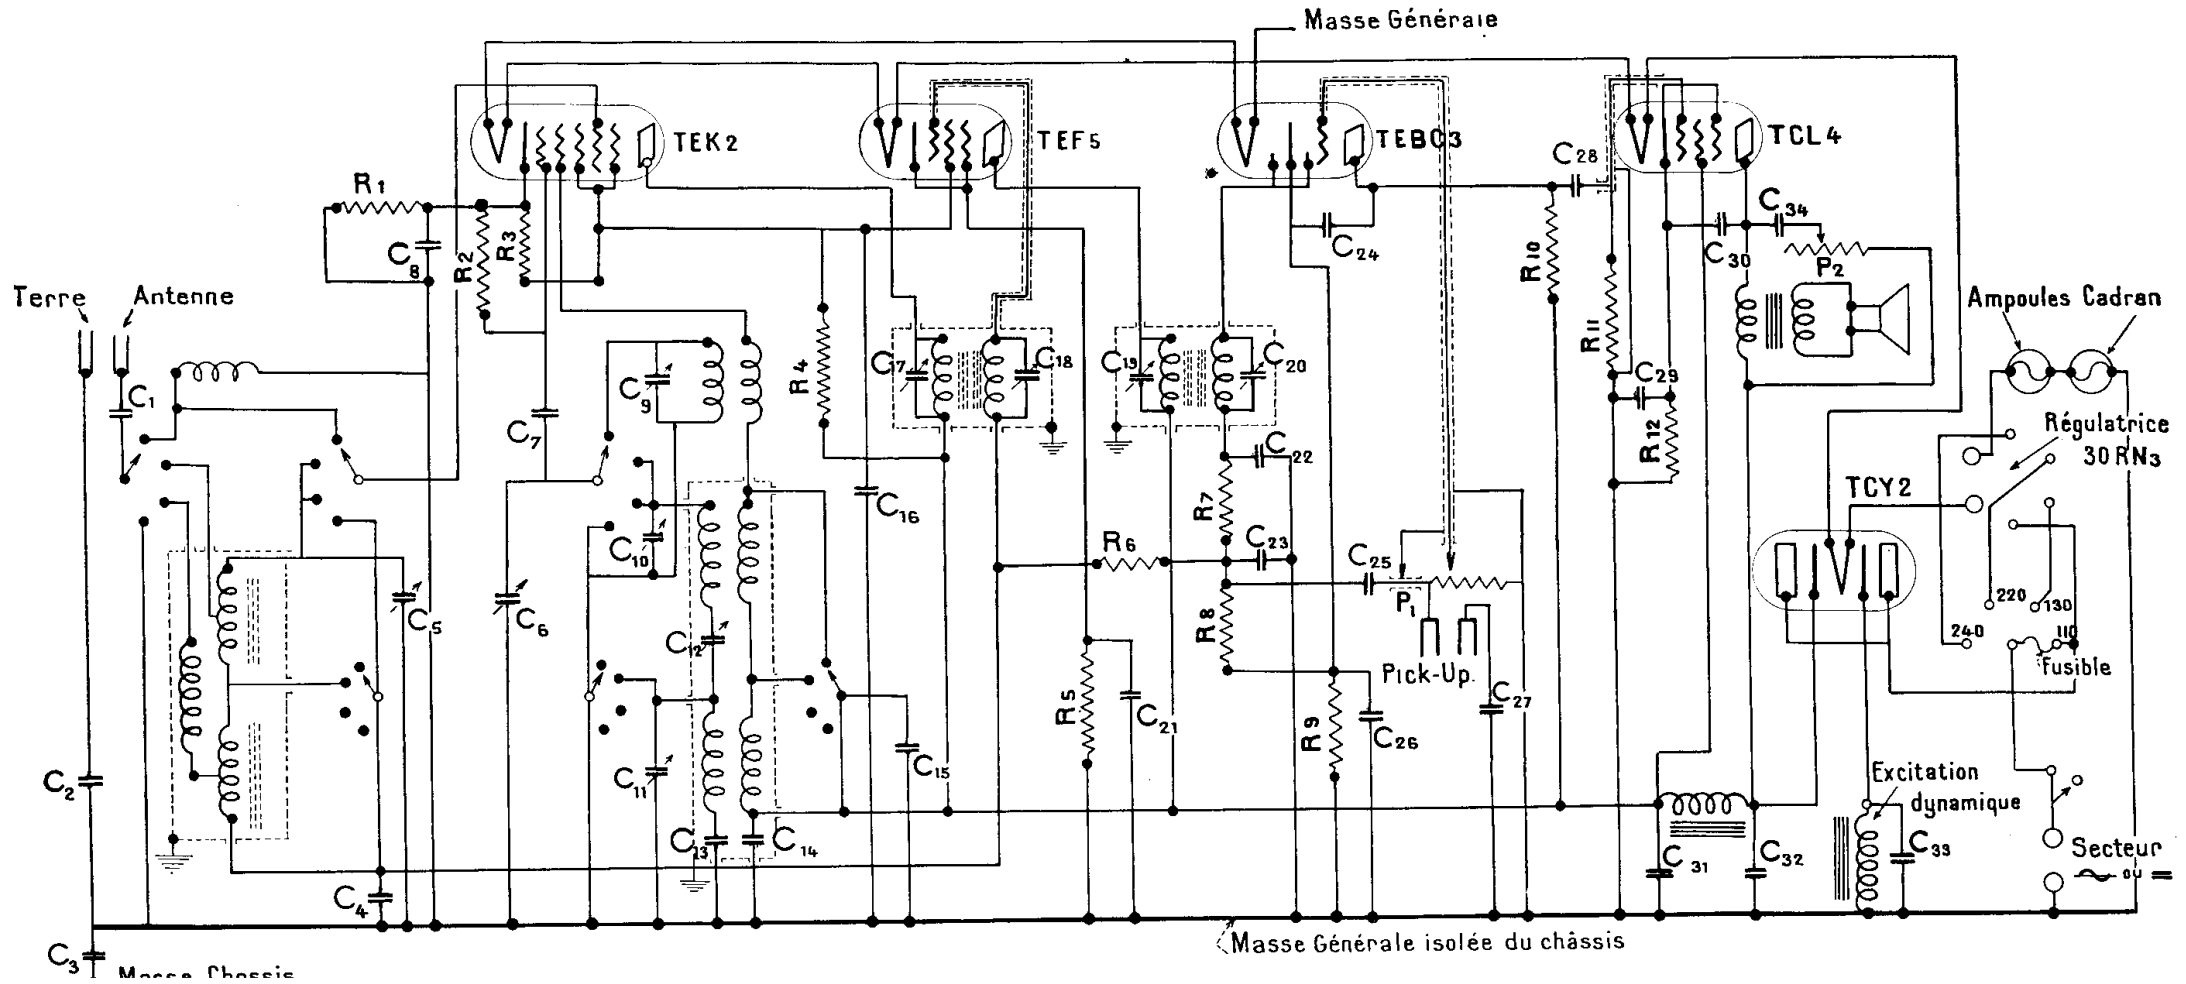 Masse Générale
TEK2
TEF5
TEBC3
TCL4
C28
R1
C8
R2
R3
C24
R10
C30
C34
P2
Terre
Antenne
Ampoules Cadran
C1
C7
C9
R4
C17
C18
C19
C20
R11
C29
R12
Régulatrice
30RN3
C22
R7
TCY2
C16
C10
R6
C23
C25
P1
C5
C6
C12
R8
220
130
240
110
Fusible
Pick-Up
R5
C21
R9
C26
C27
C2
C11
C15
Excitation
dynamique
C13
C14
C31
C32
C33
Secteur
ou =
C4
C3
Masse Générale isolée du châssis
Masse Chassis